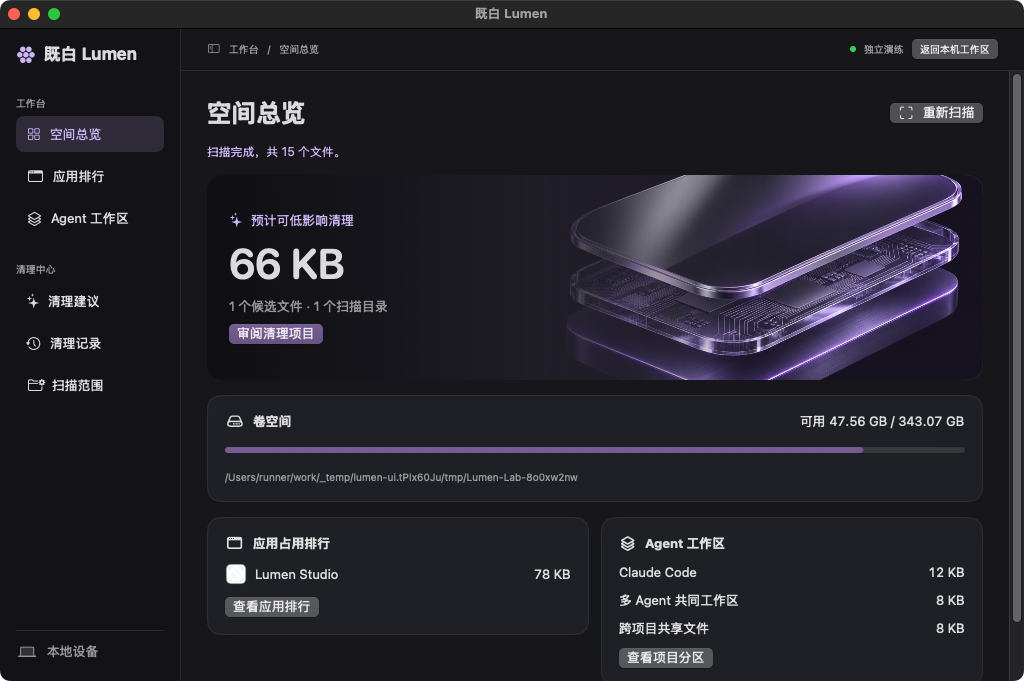 既白 Lumen
既白 Lumen
工作台
空间总览
应用排行
Agent 工作区
清理中心
清理建议
清理记录
扫描范围
本地设备
工作台 / 空间总览
独立演练
返回本机工作区
空间总览
重新扫描
扫描完成，共 15 个文件。
预计可低影响清理
66 KB
1 个候选文件 · 1 个扫描目录
审阅清理项目
卷空间
可用 47.56 GB / 343.07 GB
/Users/runner/work/_temp/lumen-ui.tPIx60Ju/tmp/Lumen-Lab-8o0xw2nw
应用占用排行
Lumen Studio 78 KB
查看应用排行
Agent 工作区
Claude Code 12 KB
多 Agent 共同工作区 8 KB
跨项目共享文件 8 KB
查看项目分区